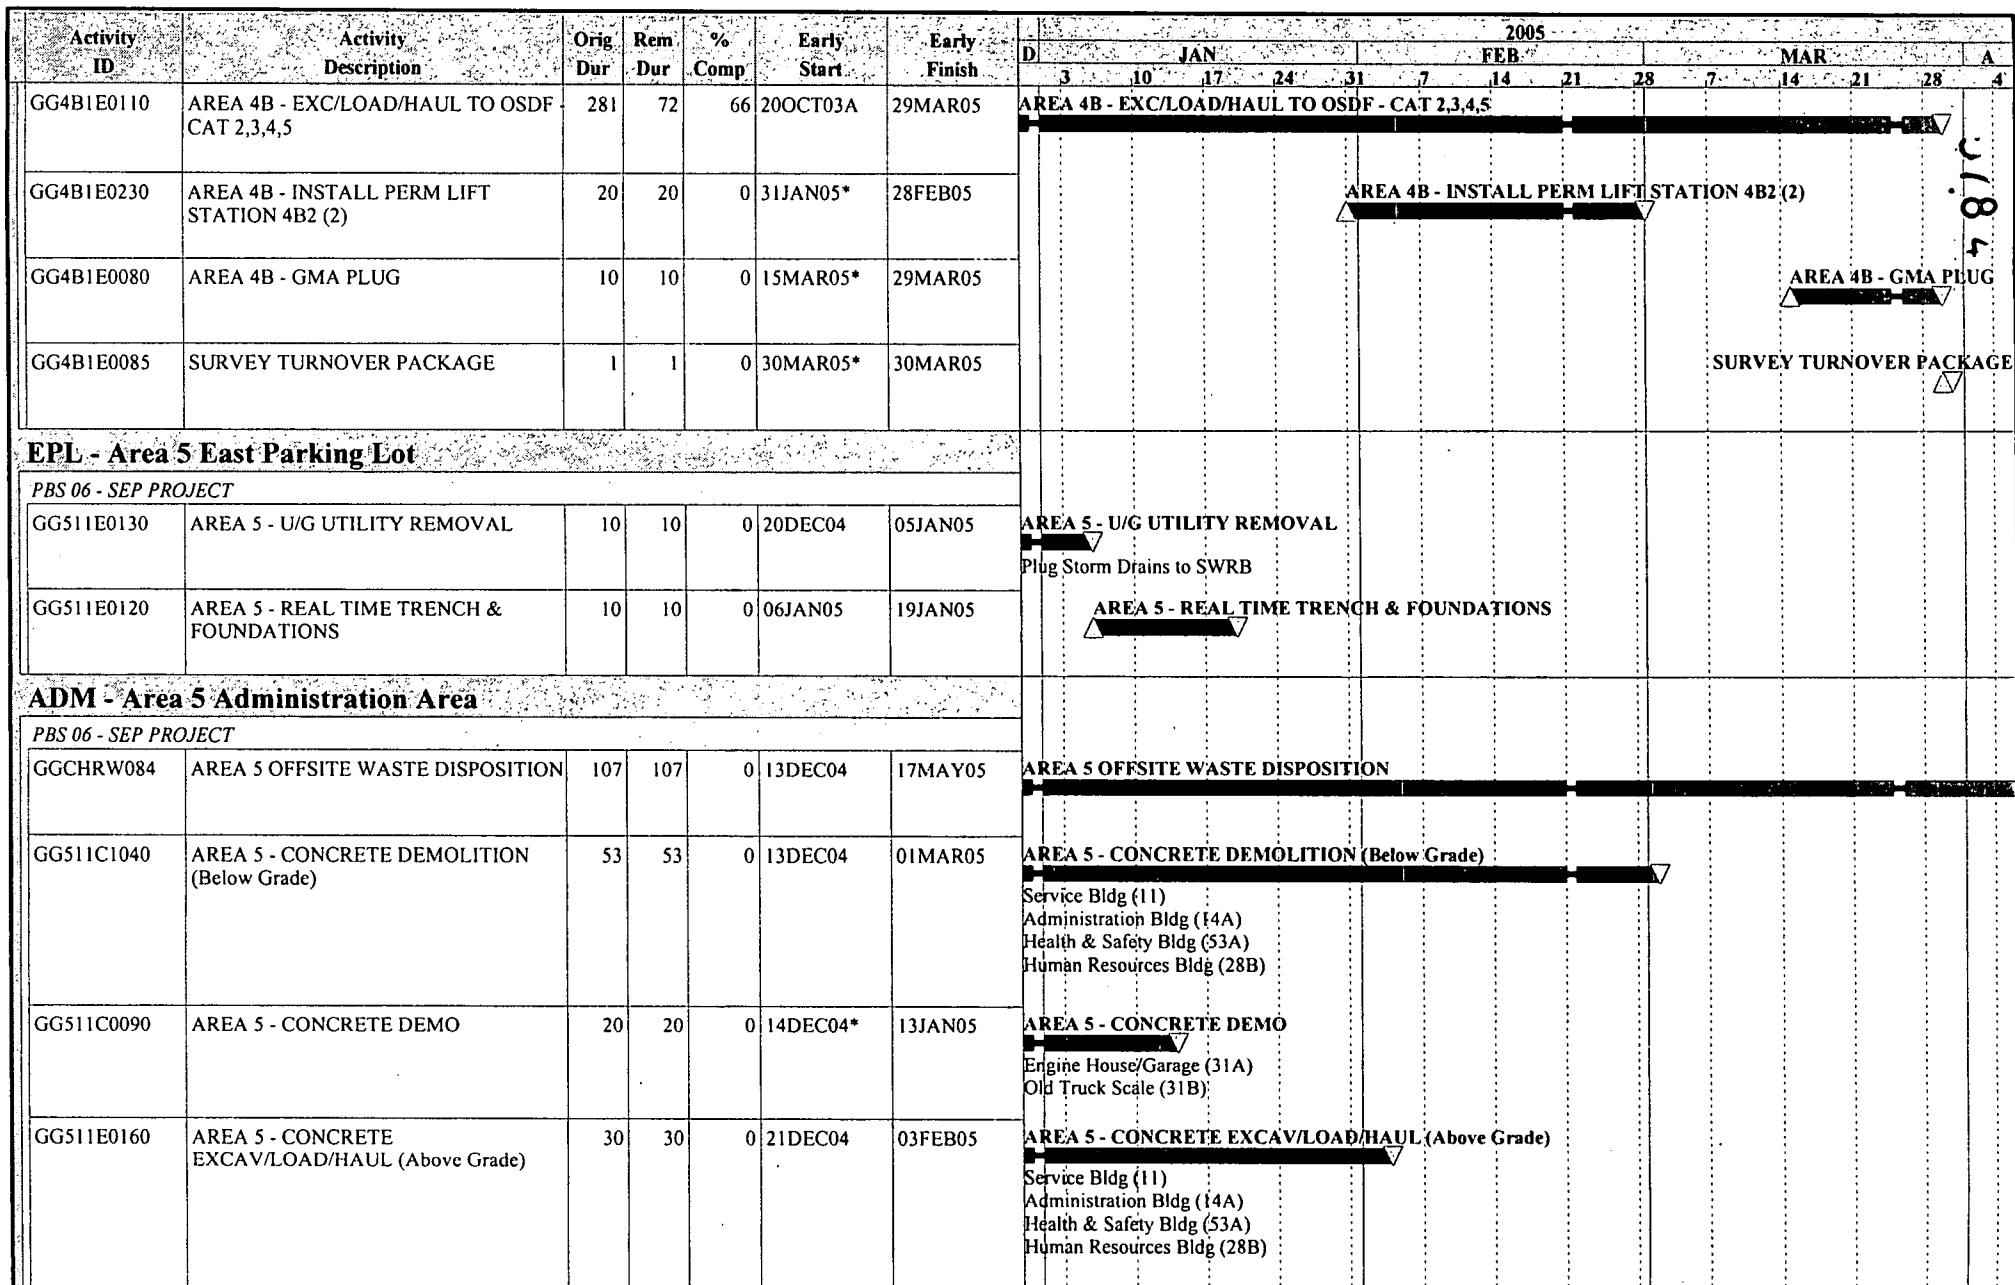 Activity ID Activity Description Orig Dur Rem Dur % Comp Early Start Early Finish
2005
D JAN FEB MAR A
3 10 17 24 31 7 14 21 28 7 14 21 28 4
GG4B1E0110 AREA 4B - EXC/LOAD/HAUL TO OSDF - 281 72 66 20OCT03A 29MAR05
CAT 2,3,4,5
AREA 4B - EXC/LOAD/HAUL TO OSDF - CAT 2,3,4,5
GG4B1E0230 AREA 4B - INSTALL PERM LIFT 20 20 0 31JAN05* 28FEB05
STATION 4B2 (2)
AREA 4B - INSTALL PERM LIFT STATION 4B2 (2)
GG4B1E0080 AREA 4B - GMA PLUG 10 10 0 15MAR05* 29MAR05
AREA 4B - GMA PLUG
GG4B1E0085 SURVEY TURNOVER PACKAGE 1 1 0 30MAR05* 30MAR05
SURVEY TURNOVER PACKAGE
EPL - Area 5 East Parking Lot
PBS 06 - SEP PROJECT
GG511E0130 AREA 5 - U/G UTILITY REMOVAL 10 10 0 20DEC04 05JAN05
AREA 5 - U/G UTILITY REMOVAL
Plug Storm Drains to SWRB
GG511E0120 AREA 5 - REAL TIME TRENCH & 10 10 0 06JAN05 19JAN05
FOUNDATIONS
AREA 5 - REAL TIME TRENCH & FOUNDATIONS
ADM - Area 5 Administration Area
PBS 06 - SEP PROJECT
GGCHRW084 AREA 5 OFFSITE WASTE DISPOSITION 107 107 0 13DEC04 17MAY05
AREA 5 OFFSITE WASTE DISPOSITION
GG511C1040 AREA 5 - CONCRETE DEMOLITION 53 53 0 13DEC04 01MAR05
(Below Grade)
AREA 5 - CONCRETE DEMOLITION (Below Grade)
Service Bldg (11)
Administration Bldg (14A)
Health & Safety Bldg (53A)
Human Resources Bldg (28B)
GG511C0090 AREA 5 - CONCRETE DEMO 20 20 0 14DEC04* 13JAN05
AREA 5 - CONCRETE DEMO
Engine House/Garage (31A)
Old Truck Scale (31B)
GG511E0160 AREA 5 - CONCRETE 30 30 0 21DEC04 03FEB05
EXCAV/LOAD/HAUL (Above Grade)
AREA 5 - CONCRETE EXCAV/LOAD/HAUL (Above Grade)
Service Bldg (11)
Administration Bldg (14A)
Health & Safety Bldg (53A)
Human Resources Bldg (28B)